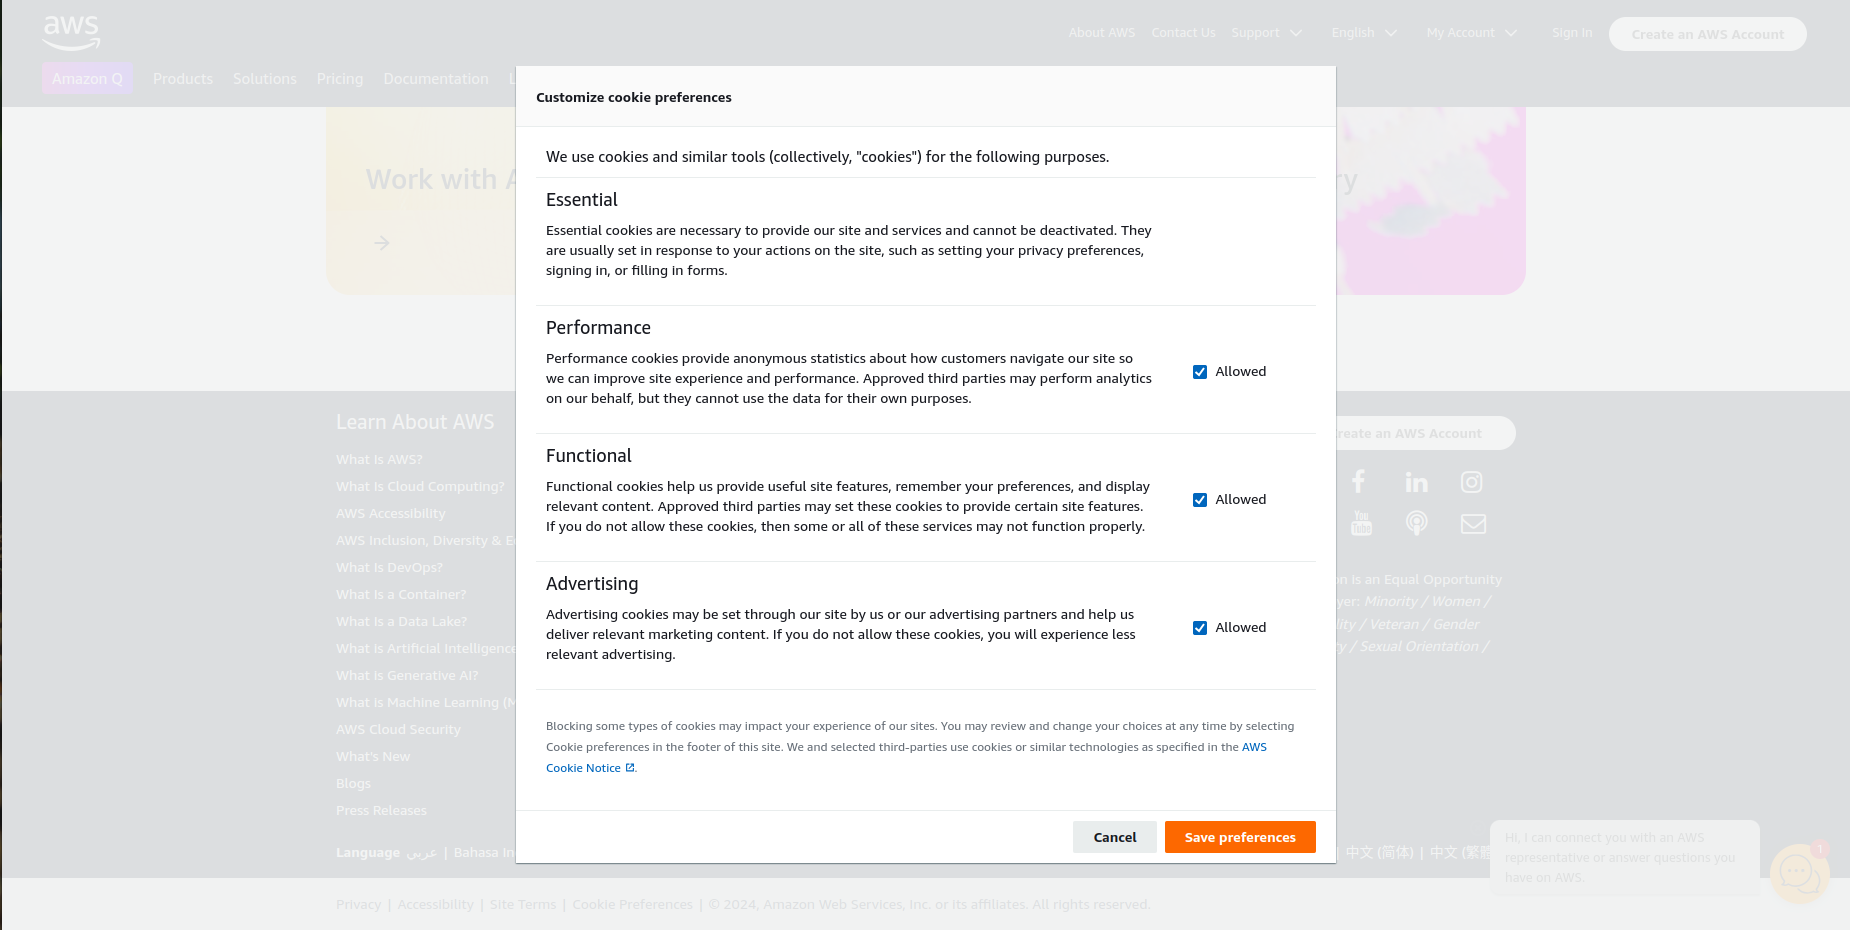 aws
About AWS Contact Us Support English My Account Sign In Create an AWS Account
Amazon Q Products Solutions Pricing Documentation L
Customize cookie preferences
We use cookies and similar tools (collectively, "cookies") for the following purposes.
Work with A
ry
Essential
Essential cookies are necessary to provide our site and services and cannot be deactivated. They
are usually set in response to your actions on the site, such as setting your privacy preferences,
signing in, or filling in forms.
Performance
Performance cookies provide anonymous statistics about how customers navigate our site so
we can improve site experience and performance. Approved third parties may perform analytics
on our behalf, but they cannot use the data for their own purposes.
Allowed
Functional
Functional cookies help us provide useful site features, remember your preferences, and display
relevant content. Approved third parties may set these cookies to provide certain site features.
If you do not allow these cookies, then some or all of these services may not function properly.
Allowed
Advertising
Advertising cookies may be set through our site by us or our advertising partners and help us
deliver relevant marketing content. If you do not allow these cookies, you will experience less
relevant advertising.
Allowed
Blocking some types of cookies may impact your experience of our sites. You may review and change your choices at any time by selecting
Cookie preferences in the footer of this site. We and selected third-parties use cookies or similar technologies as specified in the AWS
Cookie Notice .
Cancel Save preferences
Learn About AWS
What Is AWS?
What Is Cloud Computing?
AWS Accessibility
AWS Inclusion, Diversity & E
What Is DevOps?
What Is a Container?
What Is a Data Lake?
What is Artificial Intelligence
What is Generative AI?
What is Machine Learning (M
AWS Cloud Security
What's New
Blogs
Press Releases
reate an AWS Account
You
Tube
on is an Equal Opportunity
yer: Minority / Women /
ility / Veteran / Gender
ty / Sexual Orientation /
Language عربي | Bahasa In
| 中文 (简体) | 中文 (繁體
Hi, I can connect you with an AWS
representative or answer questions you
have on AWS.
1
Privacy | Accessibility | Site Terms | Cookie Preferences | © 2024, Amazon Web Services, Inc. or its affiliates. All rights reserved.